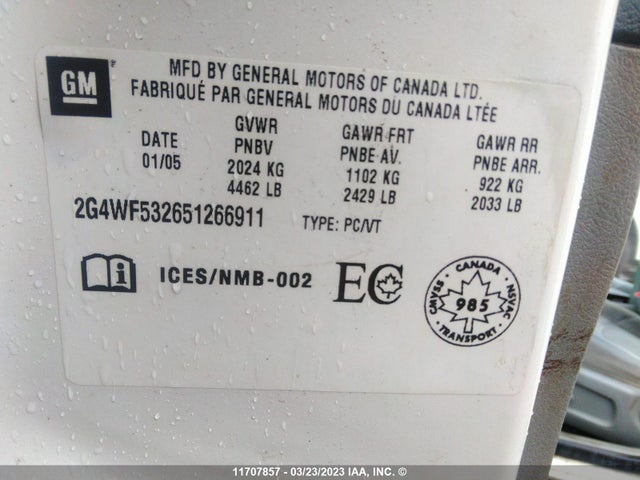 GM
MFD BY GENERAL MOTORS OF CANADA LTD.
FABRIQUÉ PAR GENERAL MOTORS DU CANADA LTÉE
DATE
01/05
GVWR
PNBV
2024 KG
4462 LB
GAWR FRT
PNBE AV.
1102 KG
2429 LB
GAWR RR
PNBE ARR.
922 KG
2033 LB
2G4WF532651266911 TYPE: PC/VT
ICES/NMB-002 EC
CANADA
CMVSS NSVAC
985
TRANSPORT
11707857 - 03/23/2023 IAA, Inc. ©